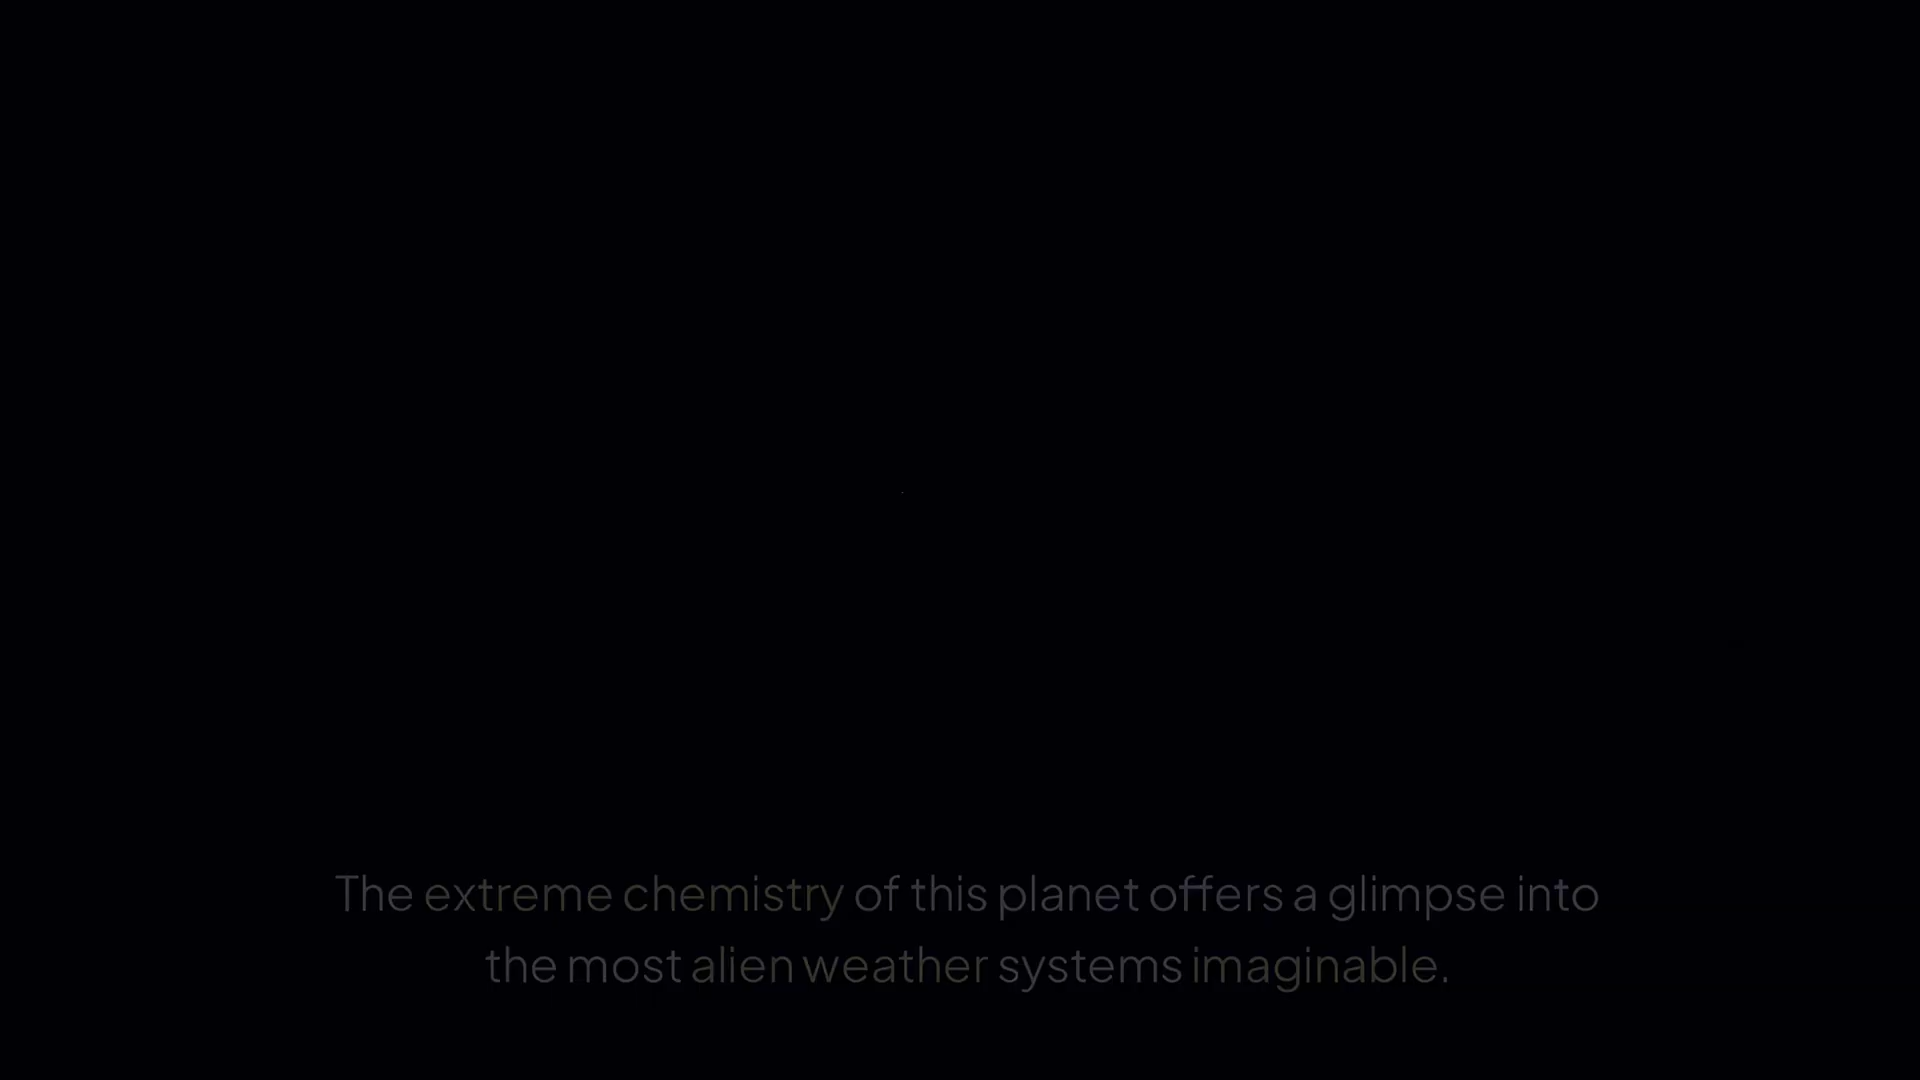 The extreme chemistry of this planet offers a glimpse into
the most alien weather systems imaginable.